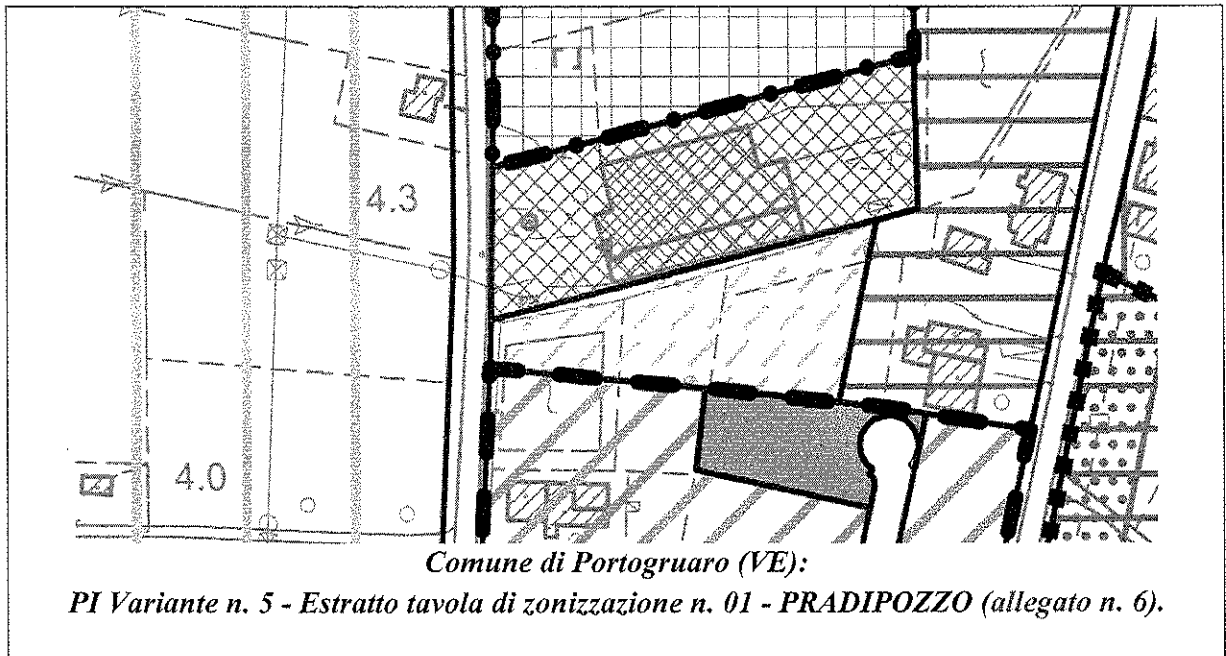 4.3
4.0
Comune di Portogruaro (VE):
PI Variante n. 5 - Estratto tavola di zonizzazione n. 01 - PRADIPOZZO (allegato n. 6).